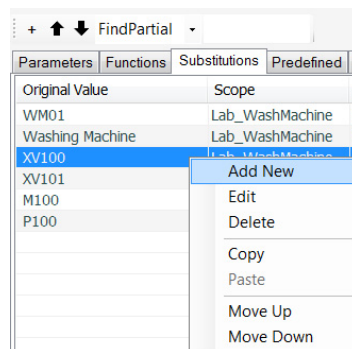 + FindPartial
Parameters Functions Substitutions Predefined
Original Value Scope
WM01 Lab_WashMachine
Washing Machine Lab_WashMachine
XV100 Lab_WashMachine
XV101 Add New
M100 Edit
P100 Delete
Copy
Paste
Move Up
Move Down